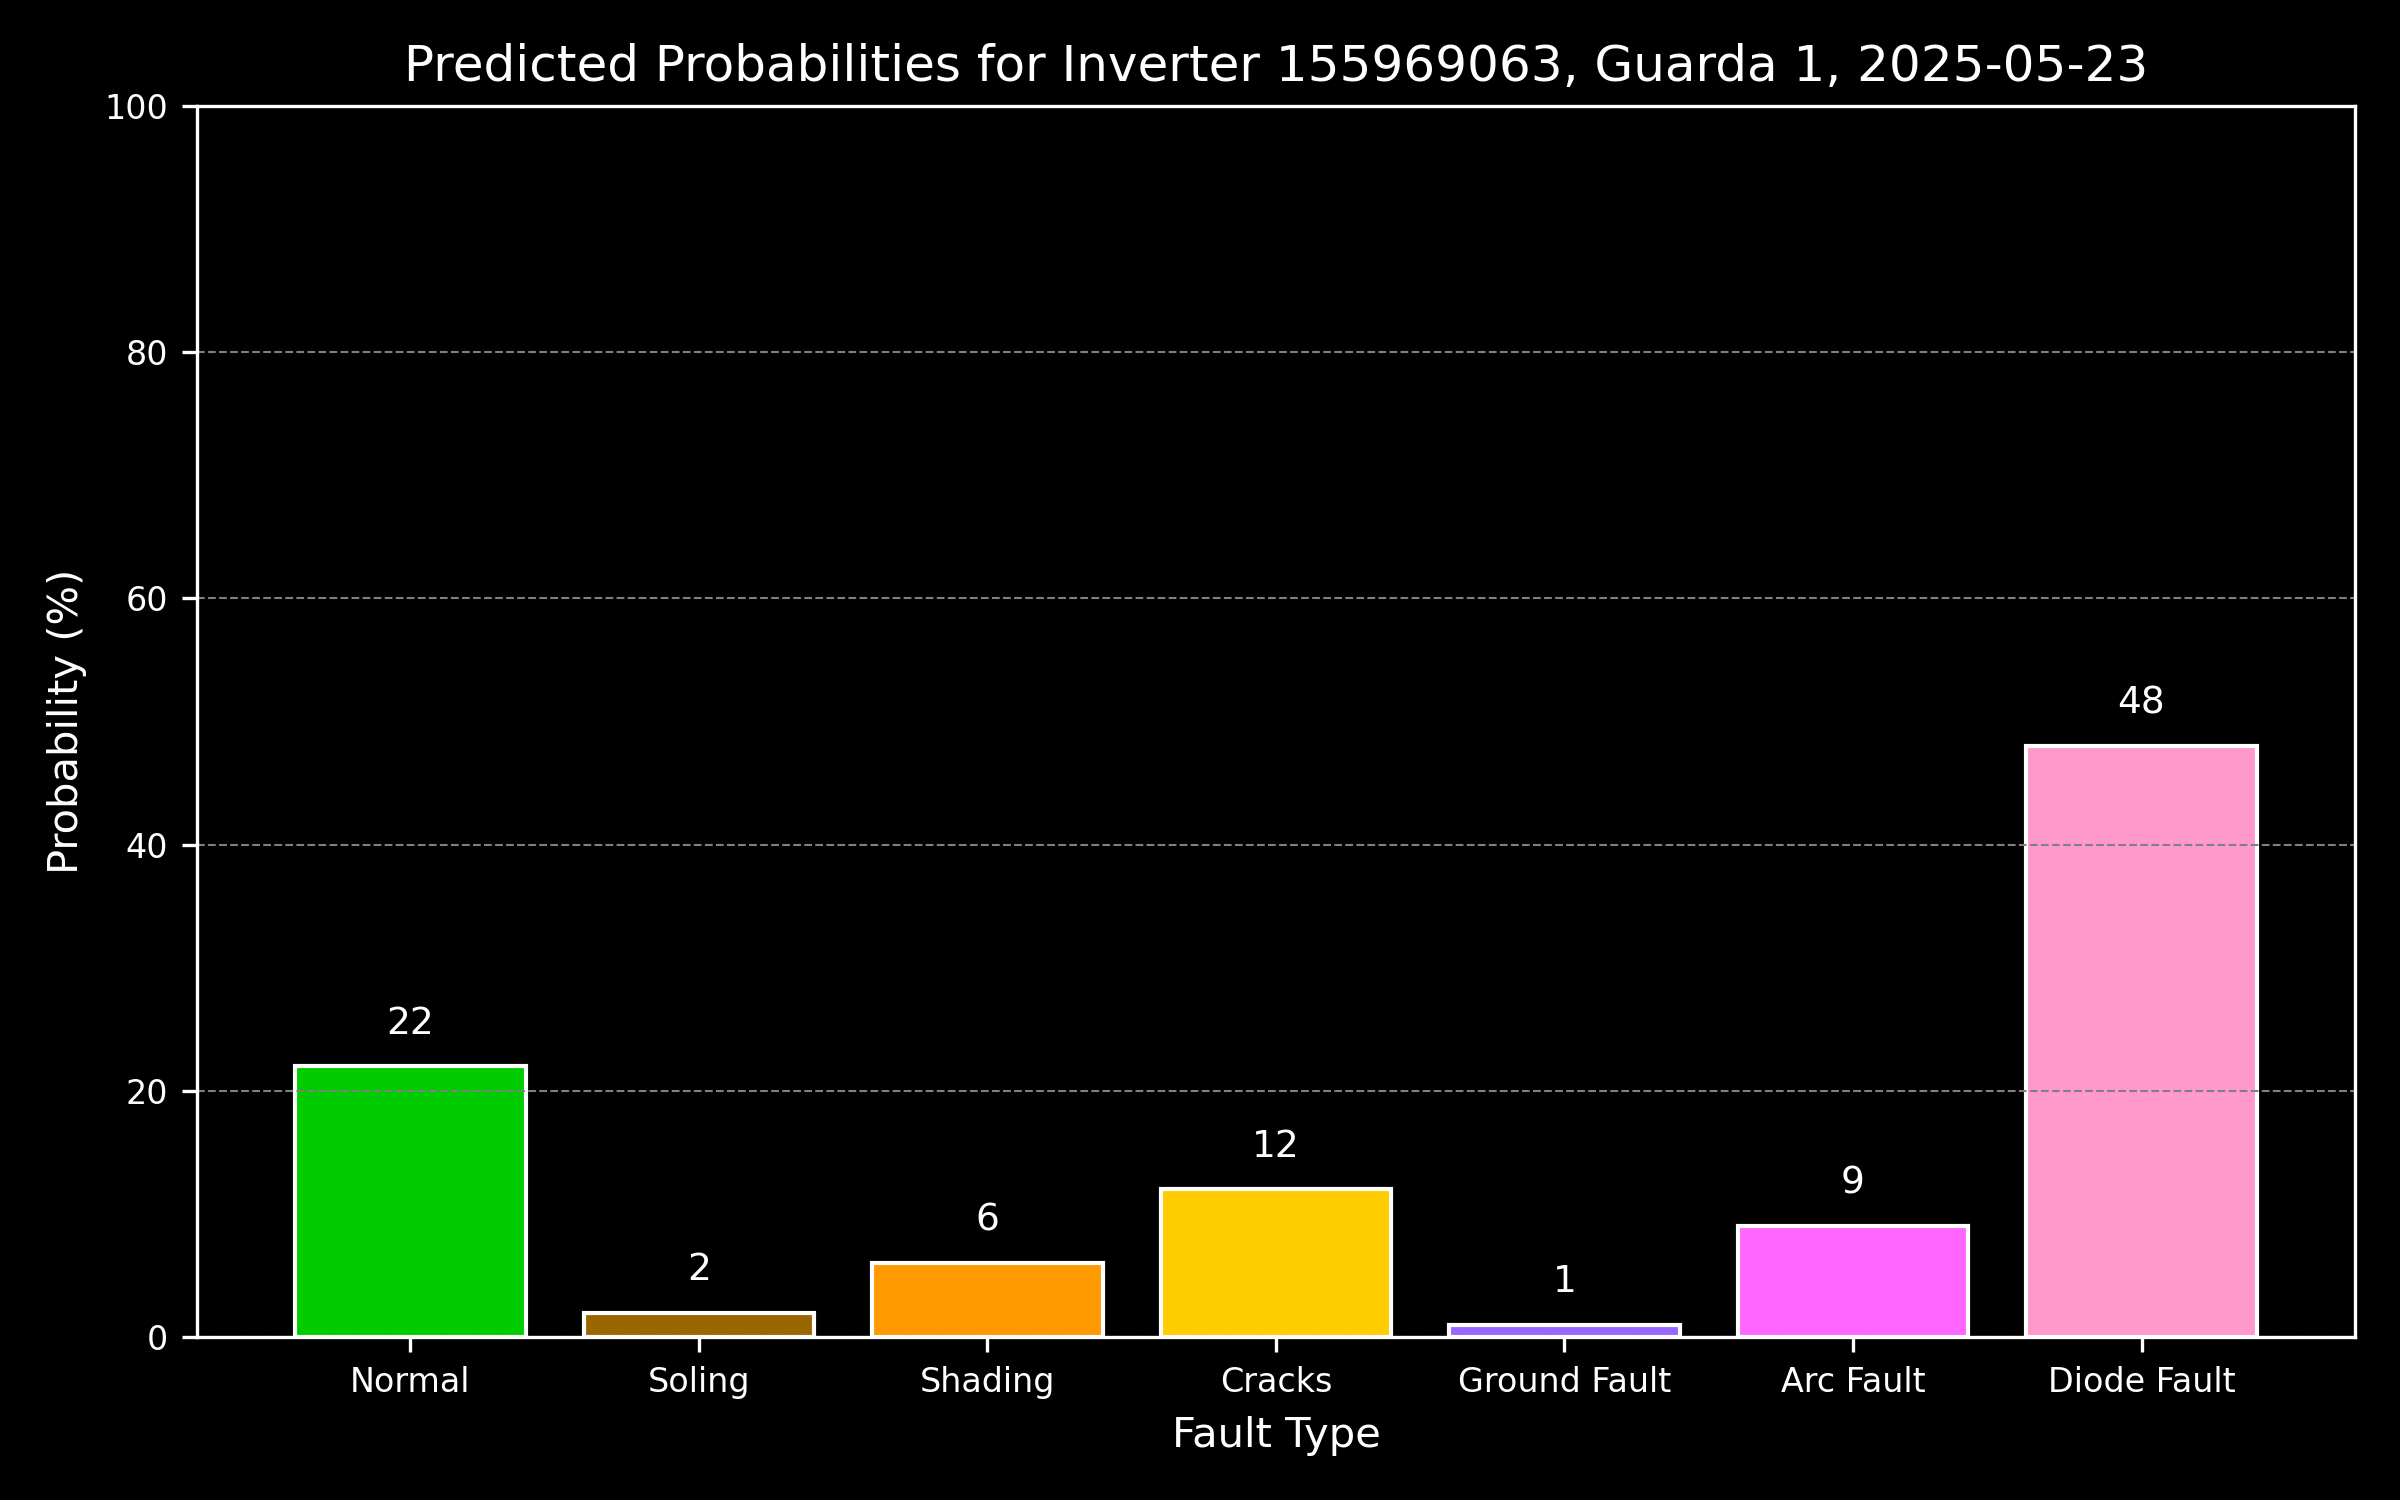 Predicted Probabilities for Inverter 155969063, Guarda 1, 2025-05-23
100
80
60
40
20
0
Probability (%)
22
2
6
12
1
9
48
Normal
Soling
Shading
Cracks
Ground Fault
Arc Fault
Diode Fault
Fault Type